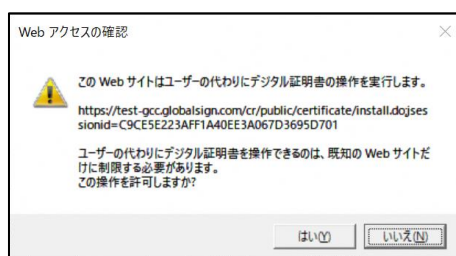 Web アクセスの確認
この Web サイトはユーザーの代わりにデジタル証明書の操作を実行します。
https://test-gcc.globalsign.com/cr/public/certificate/install.do;jses
sionid=C9CE5E223AFF1A40EE3A067D3695D701
ユーザーの代わりにデジタル証明書を操作できるのは、既知の Web サイトだ
けに制限する必要があります。
この操作を許可しますか?
はい(Y)
いいえ(N)